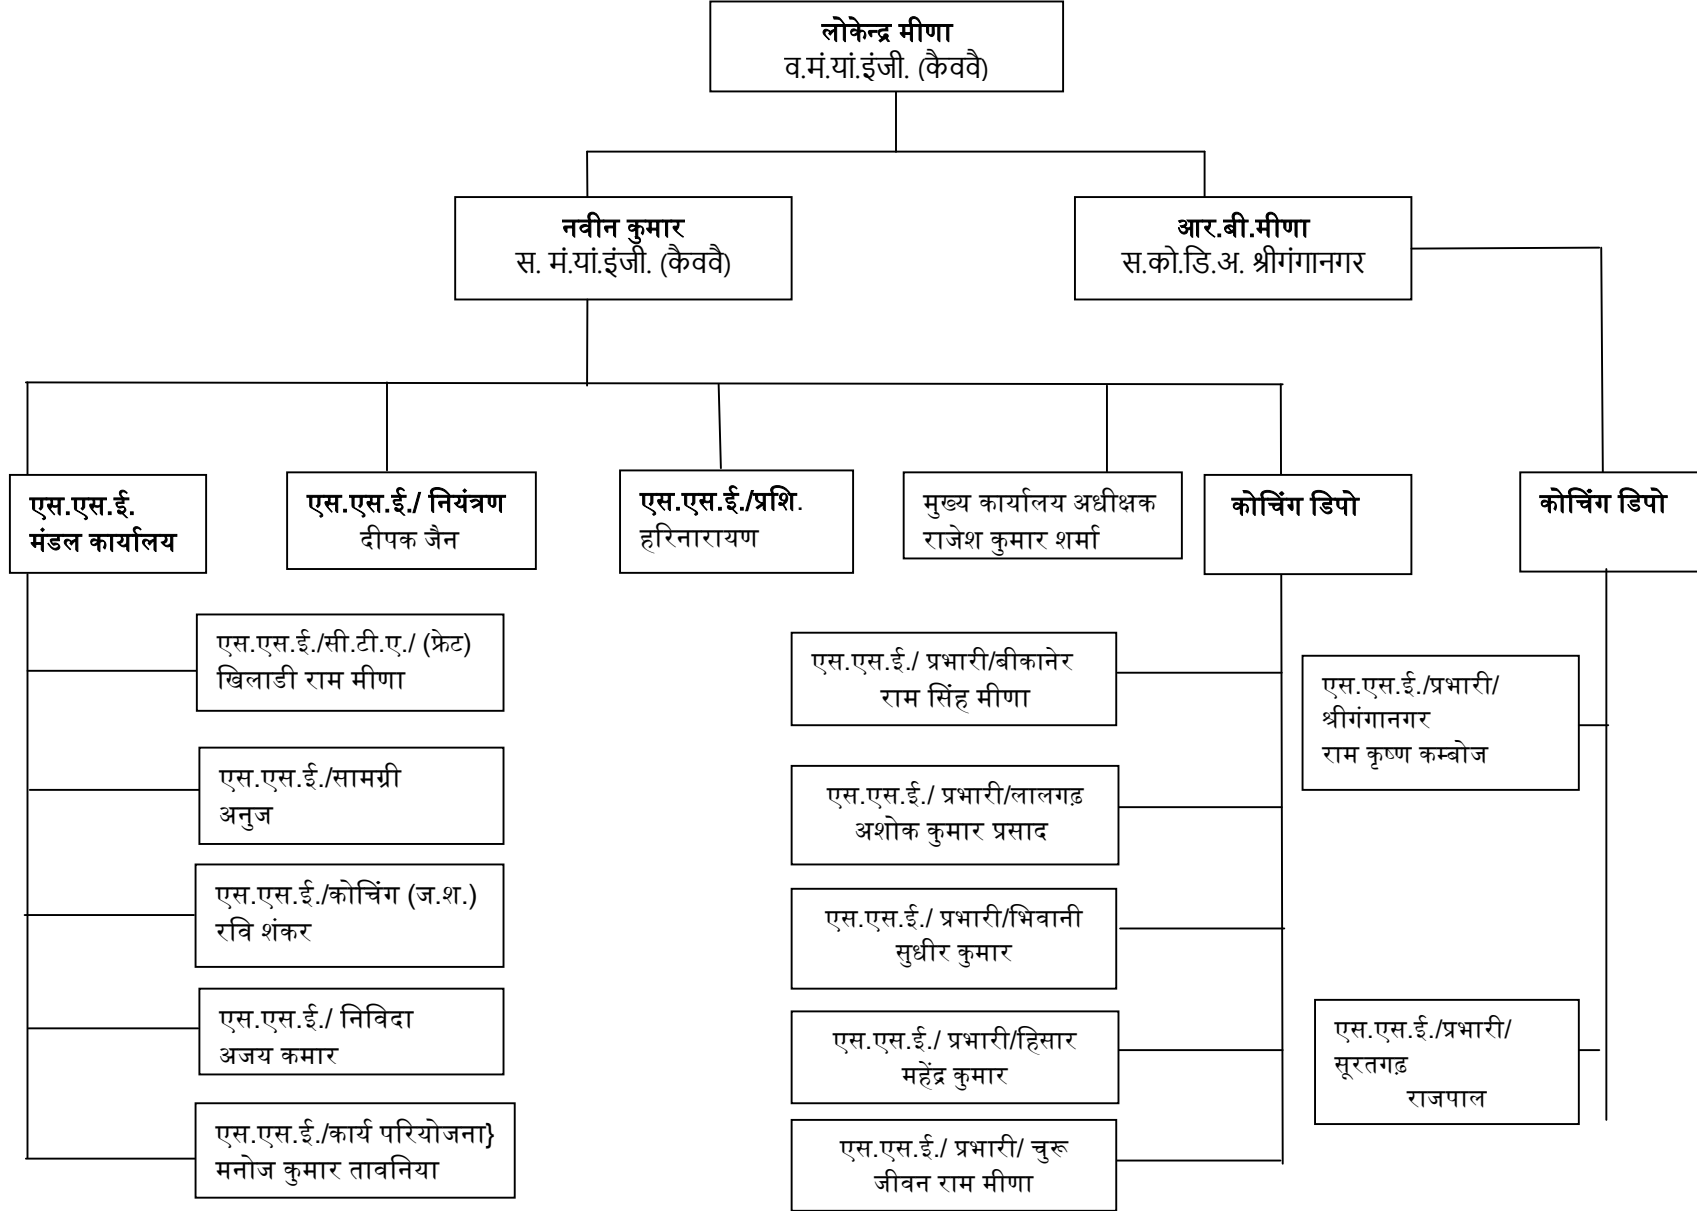 लोकेन्द्र मीणा
व.मं.यां.इंजी. (कैववै)
नवीन कुमार
स. मं.यां.इंजी. (कैववै)
आर.बी.मीणा
स.को.डि.अ. श्रीगंगानगर
एस.एस.ई.
मंडल कार्यालय
एस.एस.ई./ नियंत्रण
दीपक जैन
एस.एस.ई./प्रशि.
हरिनारायण
मुख्य कार्यालय अधीक्षक
राजेश कुमार शर्मा
कोचिंग डिपो
कोचिंग डिपो
एस.एस.ई./सी.टी.ए./ (फ्रेट)
खिलाडी राम मीणा
एस.एस.ई./सामग्री
अनुज
एस.एस.ई./कोचिंग (ज.श.)
रवि शंकर
एस.एस.ई./ निविदा
अजय कमार
एस.एस.ई./कार्य परियोजना}
मनोज कुमार तावनिया
एस.एस.ई./ प्रभारी/बीकानेर
राम सिंह मीणा
एस.एस.ई./ प्रभारी/लालगढ़
अशोक कुमार प्रसाद
एस.एस.ई./ प्रभारी/भिवानी
सुधीर कुमार
एस.एस.ई./ प्रभारी/हिसार
महेंद्र कुमार
एस.एस.ई./ प्रभारी/ चुरू
जीवन राम मीणा
एस.एस.ई./प्रभारी/
श्रीगंगानगर
राम कृष्ण कम्बोज
एस.एस.ई./प्रभारी/
सूरतगढ़
राजपाल